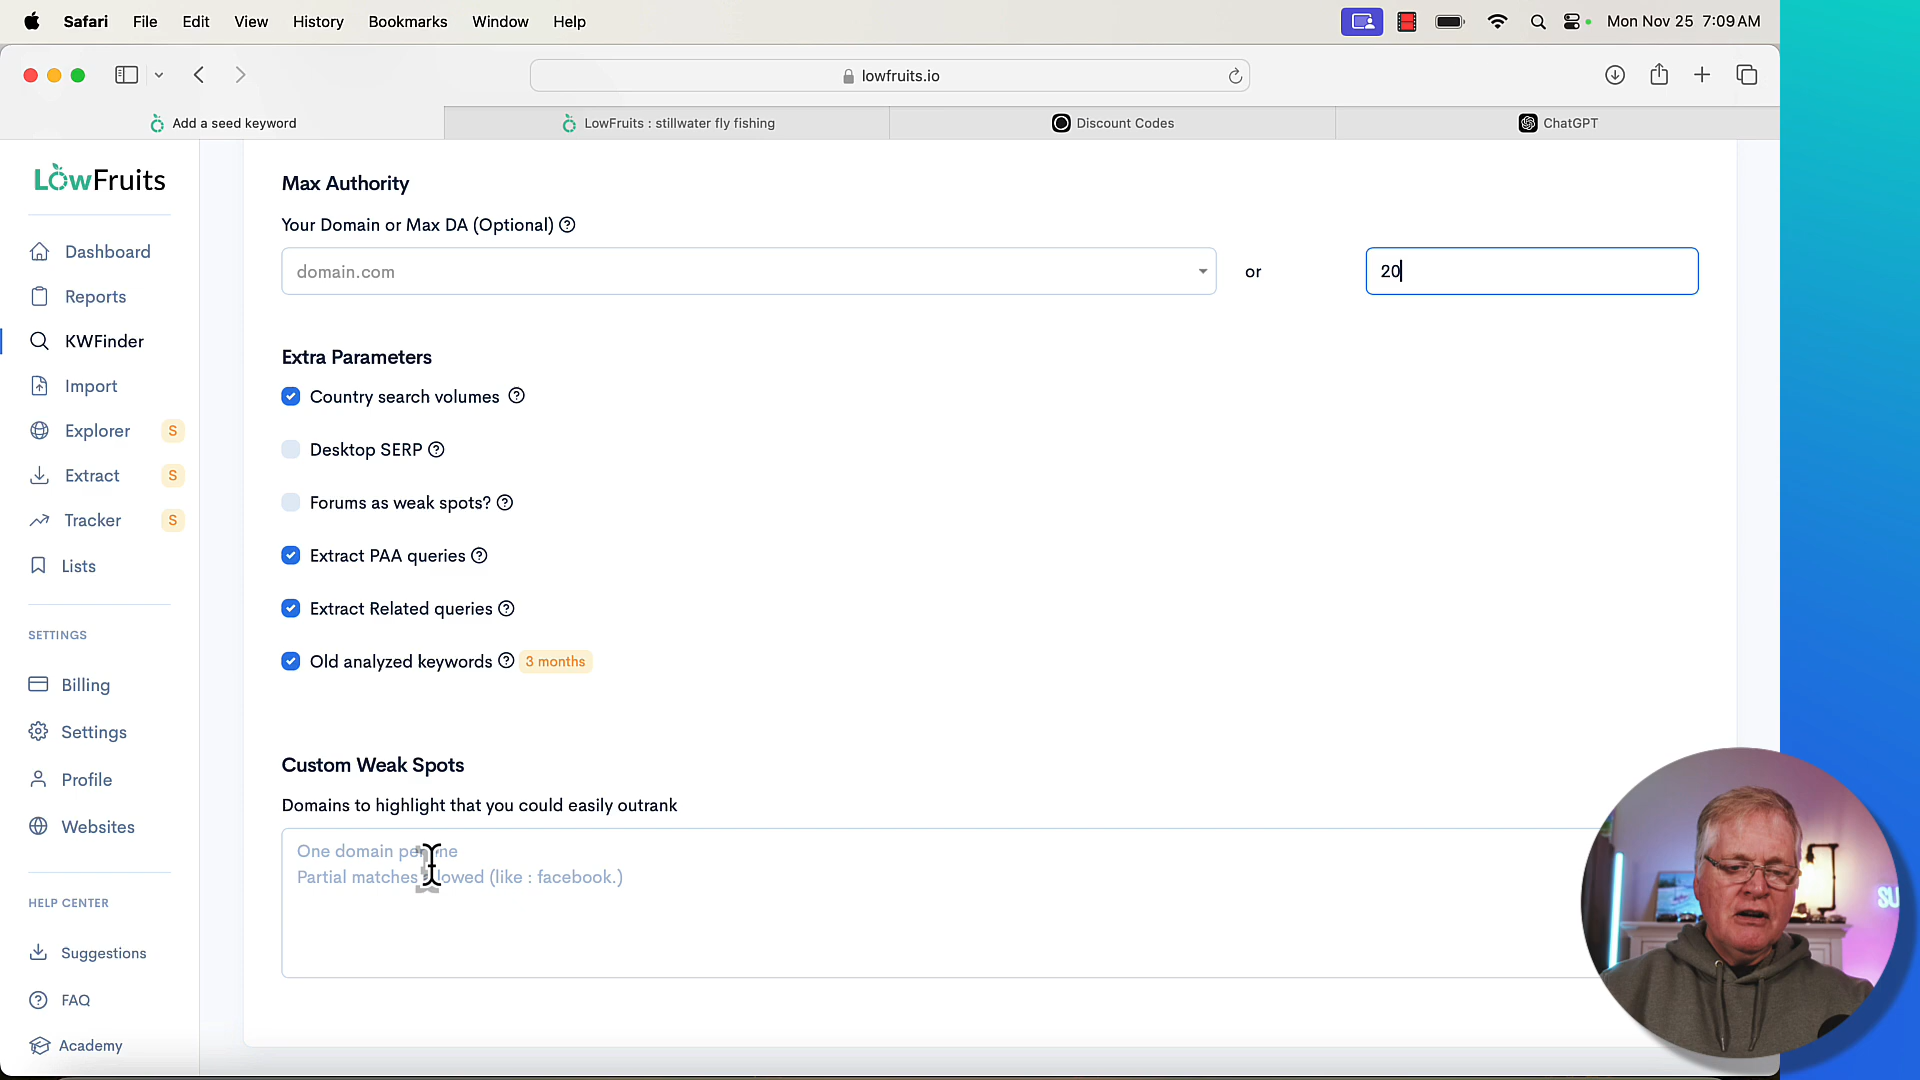 Safari File Edit View History Bookmarks Window Help Mon Nov 25 7:09 AM
lowfruits.io
Add a seed keyword LowFruits : stillwater fly fishing Discount Codes ChatGPT
LowFruits
Dashboard
Reports
KWFinder
Import
Explorer S
Extract S
Tracker S
Lists
SETTINGS
Billing
Settings
Profile
Websites
HELP CENTER
Suggestions
FAQ
Academy
Max Authority
Your Domain or Max DA (Optional)
domain.com or 20
Extra Parameters
Country search volumes
Desktop SERP
Forums as weak spots?
Extract PAA queries
Extract Related queries
Old analyzed keywords 3 months
Custom Weak Spots
Domains to highlight that you could easily outrank
One domain per
Partial matches (like : facebook.)